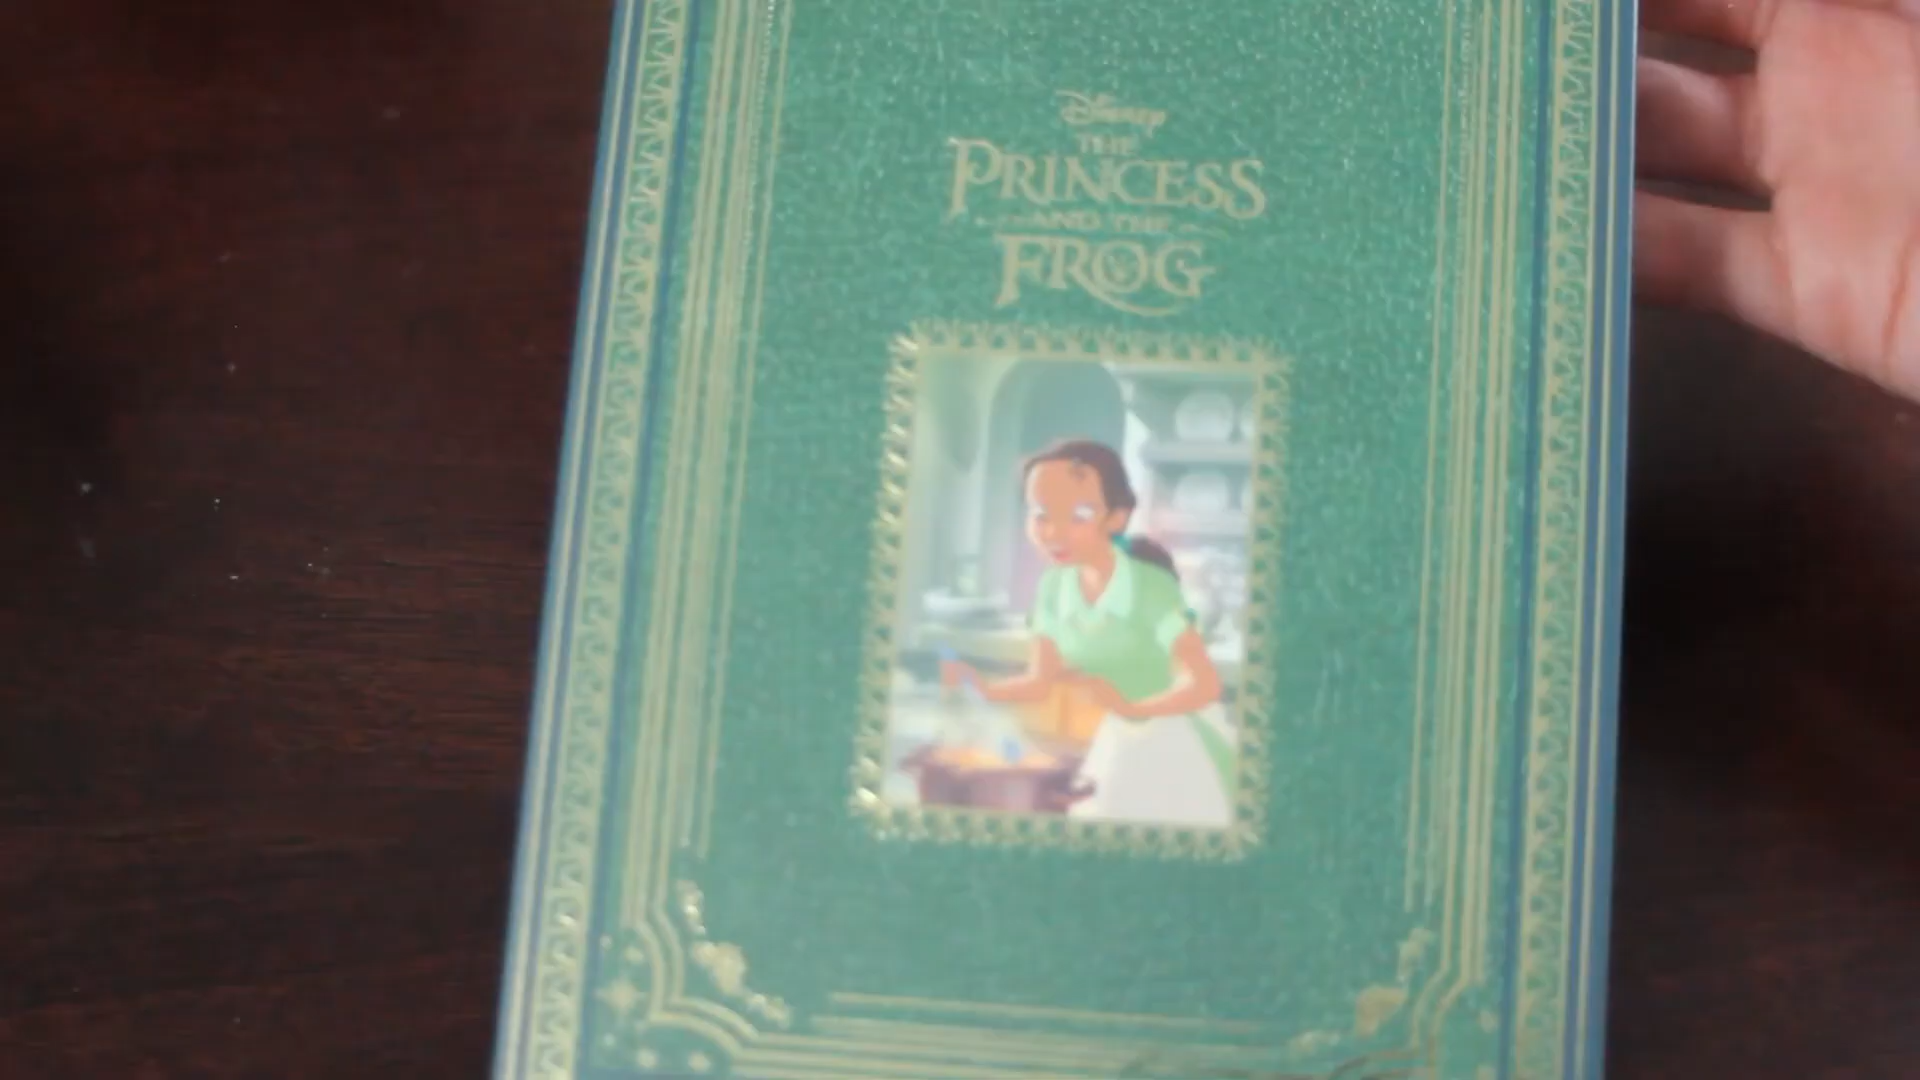 Disney
THE
PRINCESS
AND THE
FROG